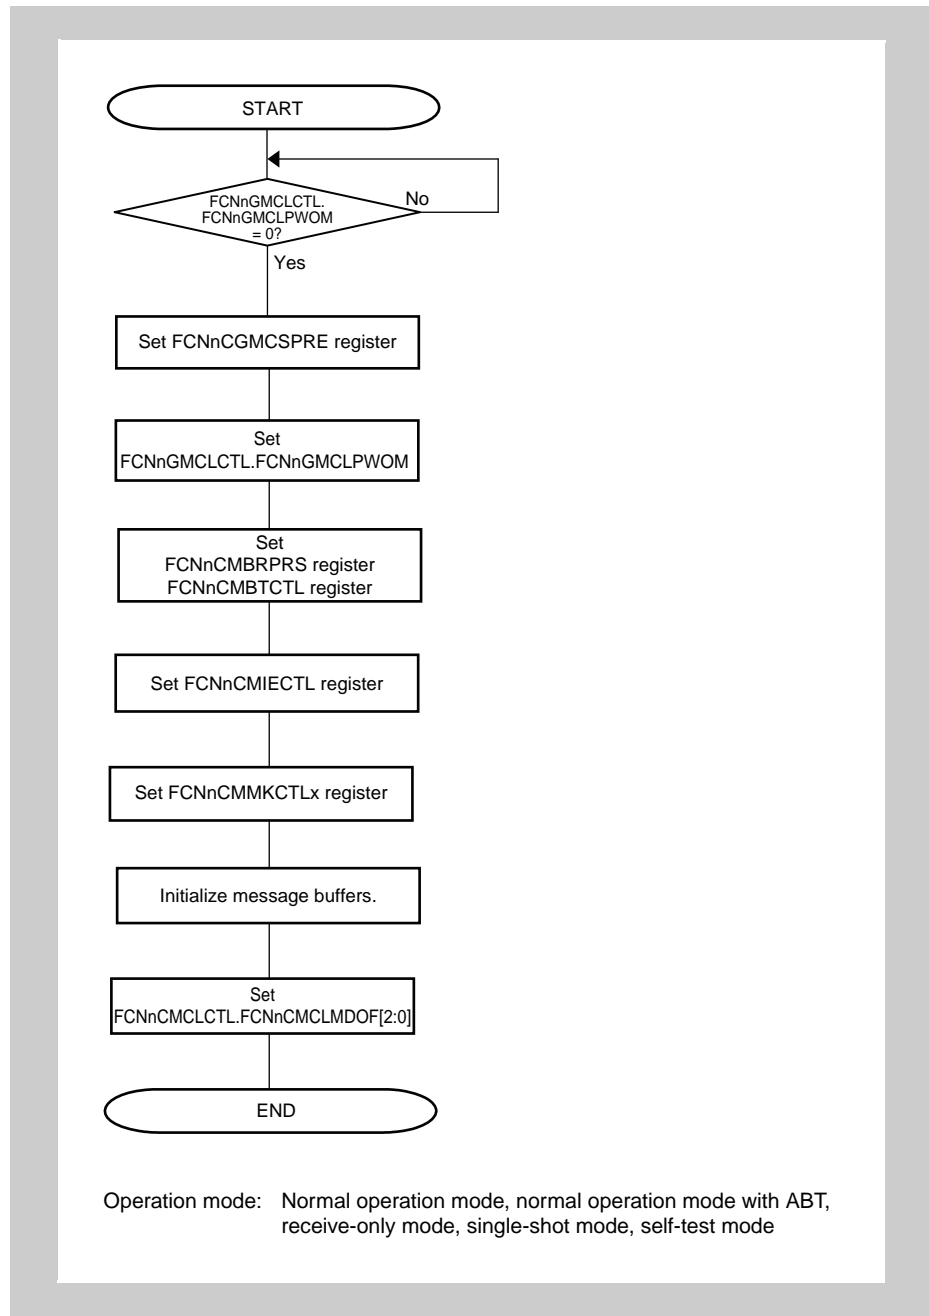 START
FCNnGMCLCTL.
FCNnGMCLPWOM
= 0?
No
Yes
Set FCNnCGMCSPRE register
Set
FCNnGMCLCTL.FCNnGMCLPWOM
Set
FCNnCMBRPRS register
FCNnCMBTCTL register
Set FCNnCMIECTL register
Set FCNnCMMKCTLx register
Initialize message buffers.
Set
FCNnCMCLCTL.FCNnCMCLMDOF[2:0]
END
Operation mode: Normal operation mode, normal operation mode with ABT,
receive-only mode, single-shot mode, self-test mode